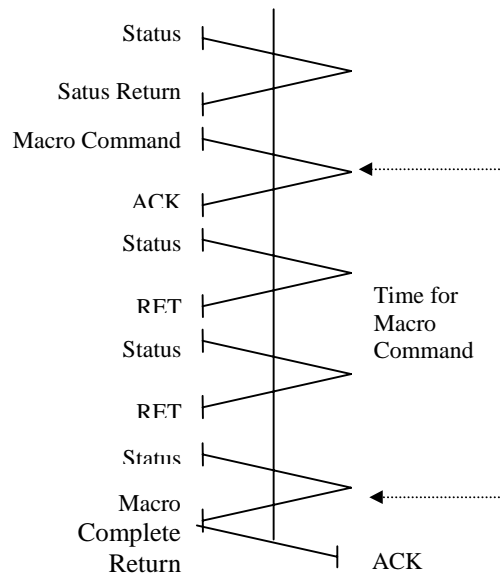 Status
Satus Return
Macro Command
ACK
Status
RET
Time for
Macro
Command
Status
RET
Status
Macro
Complete
Return
ACK